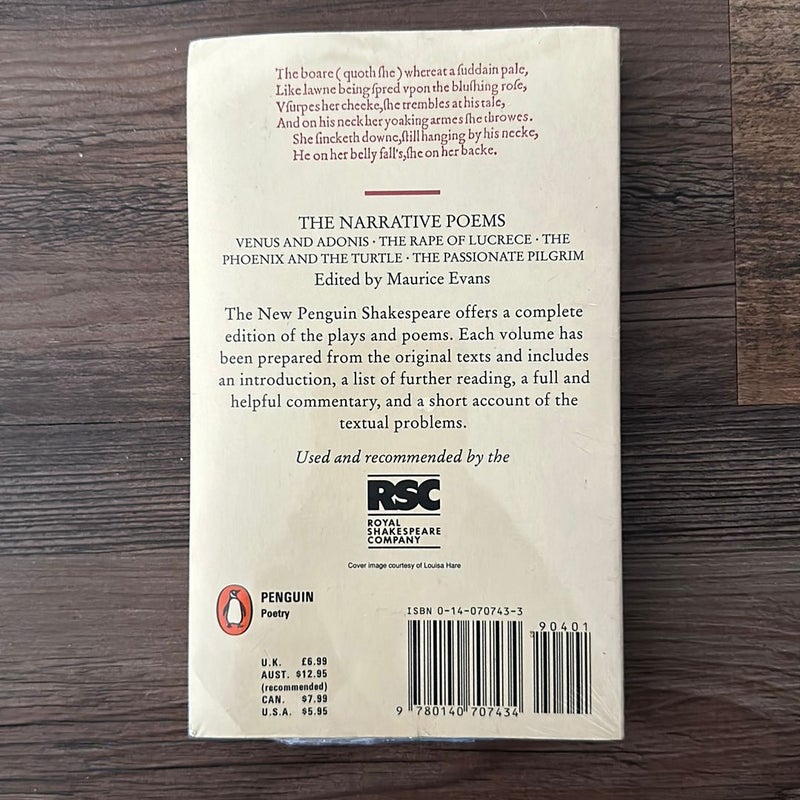 The boare ( quoth ſhe ) whereat a ſuddain pale,
Like lawne being ſpred vpon the bluſhing roſe,
Vſurpes her cheeke,ſhe trembles at his tale,
And on his neck her yoaking armes ſhe throwes.
She ſincketh downe,ſtill hanging by his necke,
He on her belly fall's,ſhe on her backe.
THE NARRATIVE POEMS
VENUS AND ADONIS · THE RAPE OF LUCRECE · THE
PHOENIX AND THE TURTLE · THE PASSIONATE PILGRIM
Edited by Maurice Evans
The New Penguin Shakespeare offers a complete
edition of the plays and poems. Each volume has
been prepared from the original texts and includes
an introduction, a list of further reading, a full and
helpful commentary, and a short account of the
textual problems.
Used and recommended by the
RSC
ROYAL
SHAKESPEARE
COMPANY
Cover image courtesy of Louisa Hare
PENGUIN
Poetry
U.K. £6.99
AUST. $12.95
(recommended)
CAN. $7.99
U.S.A. $5.95
ISBN 0-14-070743-3
90401
9 780140 707434